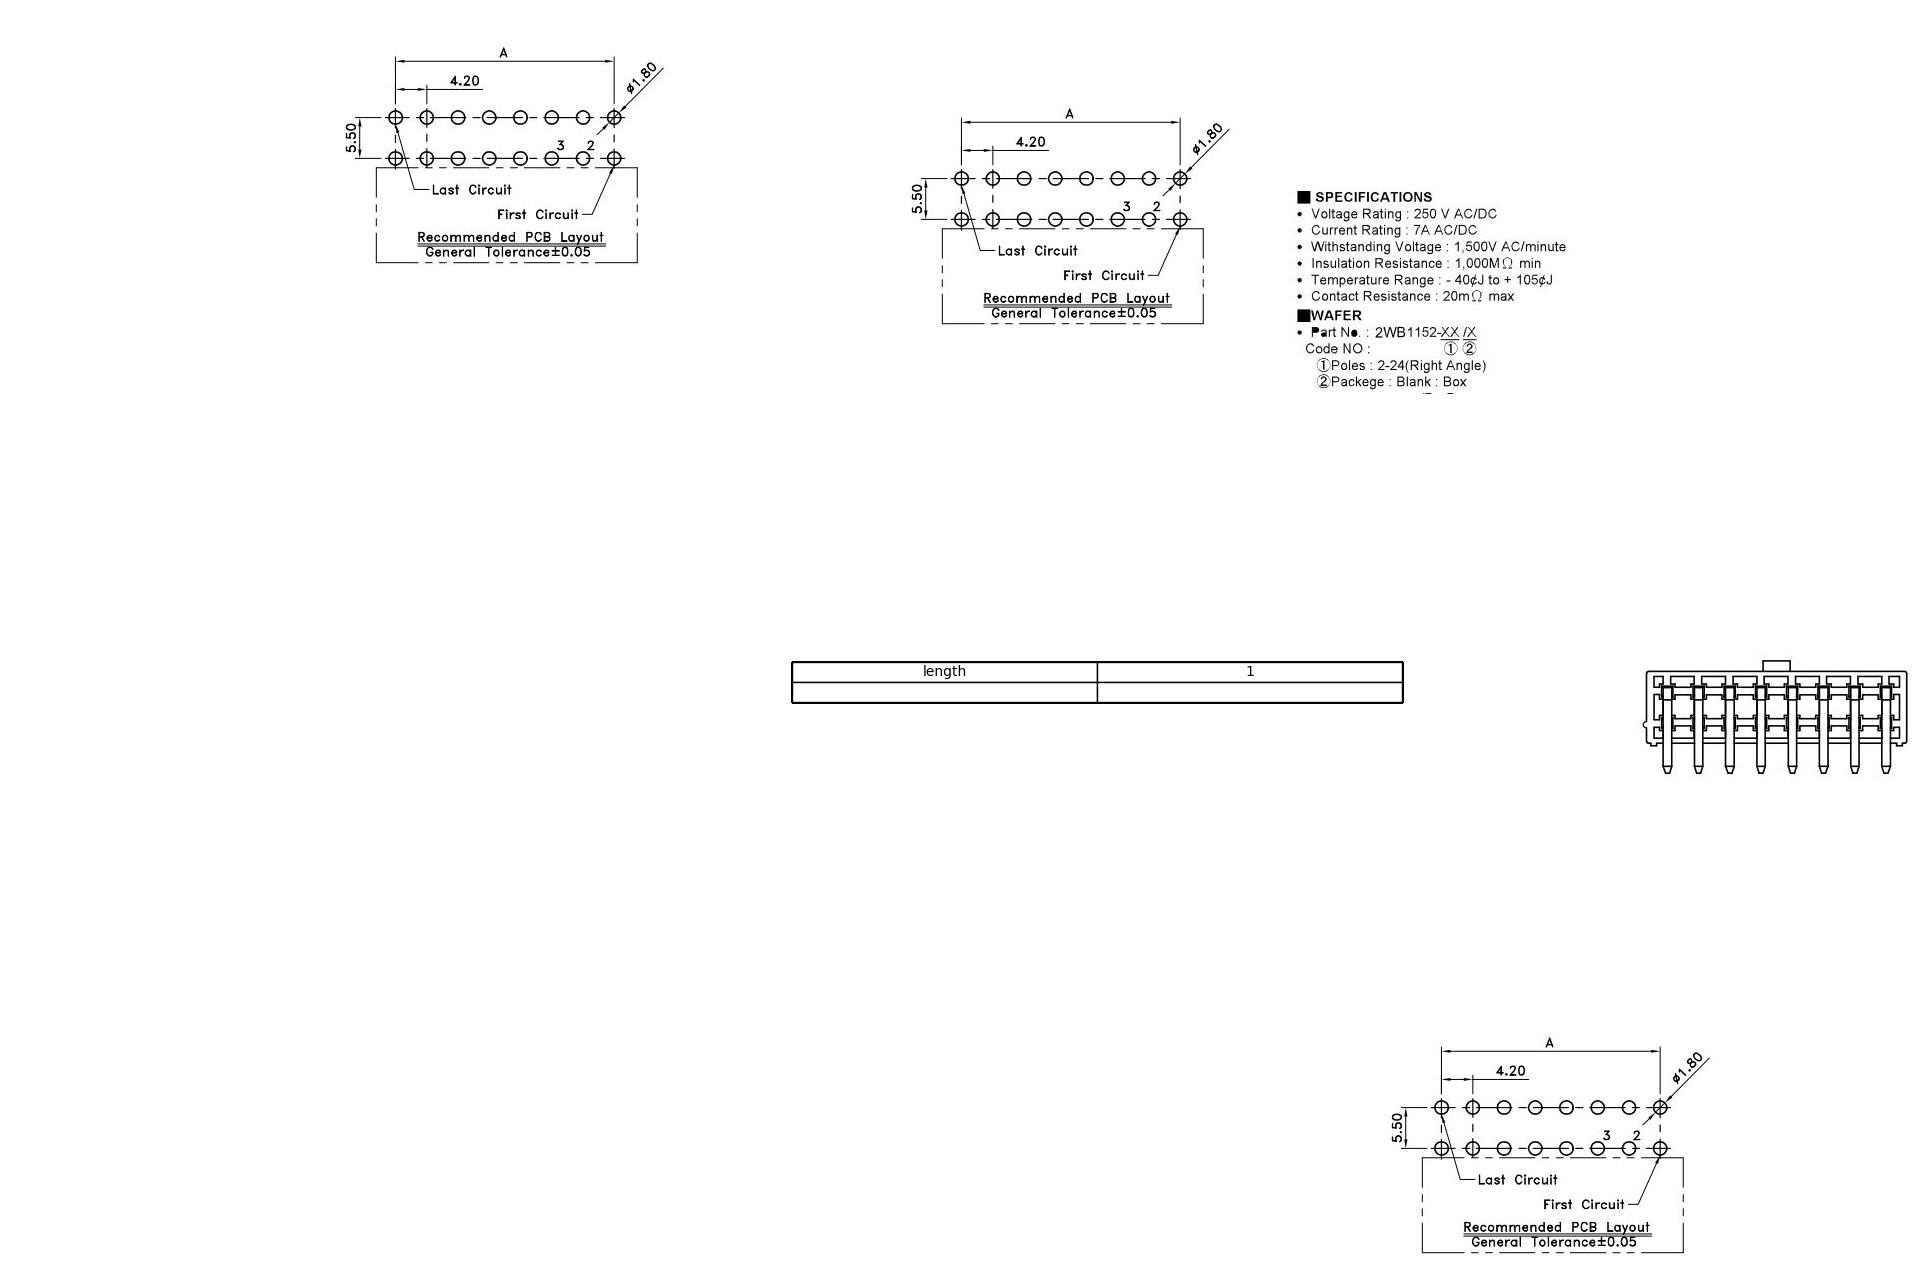 A
4.20
ø1.80
5.50
3 2
Last Circuit
First Circuit
Recommended PCB Layout
General Tolerance±0.05
A
4.20
ø1.80
5.50
3 2
Last Circuit
First Circuit
Recommended PCB Layout
General Tolerance±0.05
■ SPECIFICATIONS
• Voltage Rating : 250 V AC/DC
• Current Rating : 7A AC/DC
• Withstanding Voltage : 1,500V AC/minute
• Insulation Resistance : 1,000MΩ min
• Temperature Range : - 40¢J to + 105¢J
• Contact Resistance : 20mΩ max
■WAFER
• Part No. : 2WB1152-XX /X
Code NO : ① ②
①Poles : 2-24(Right Angle)
②Packege : Blank : Box
length 1
A
4.20
ø1.80
5.50
3 2
Last Circuit
First Circuit
Recommended PCB Layout
General Tolerance±0.05